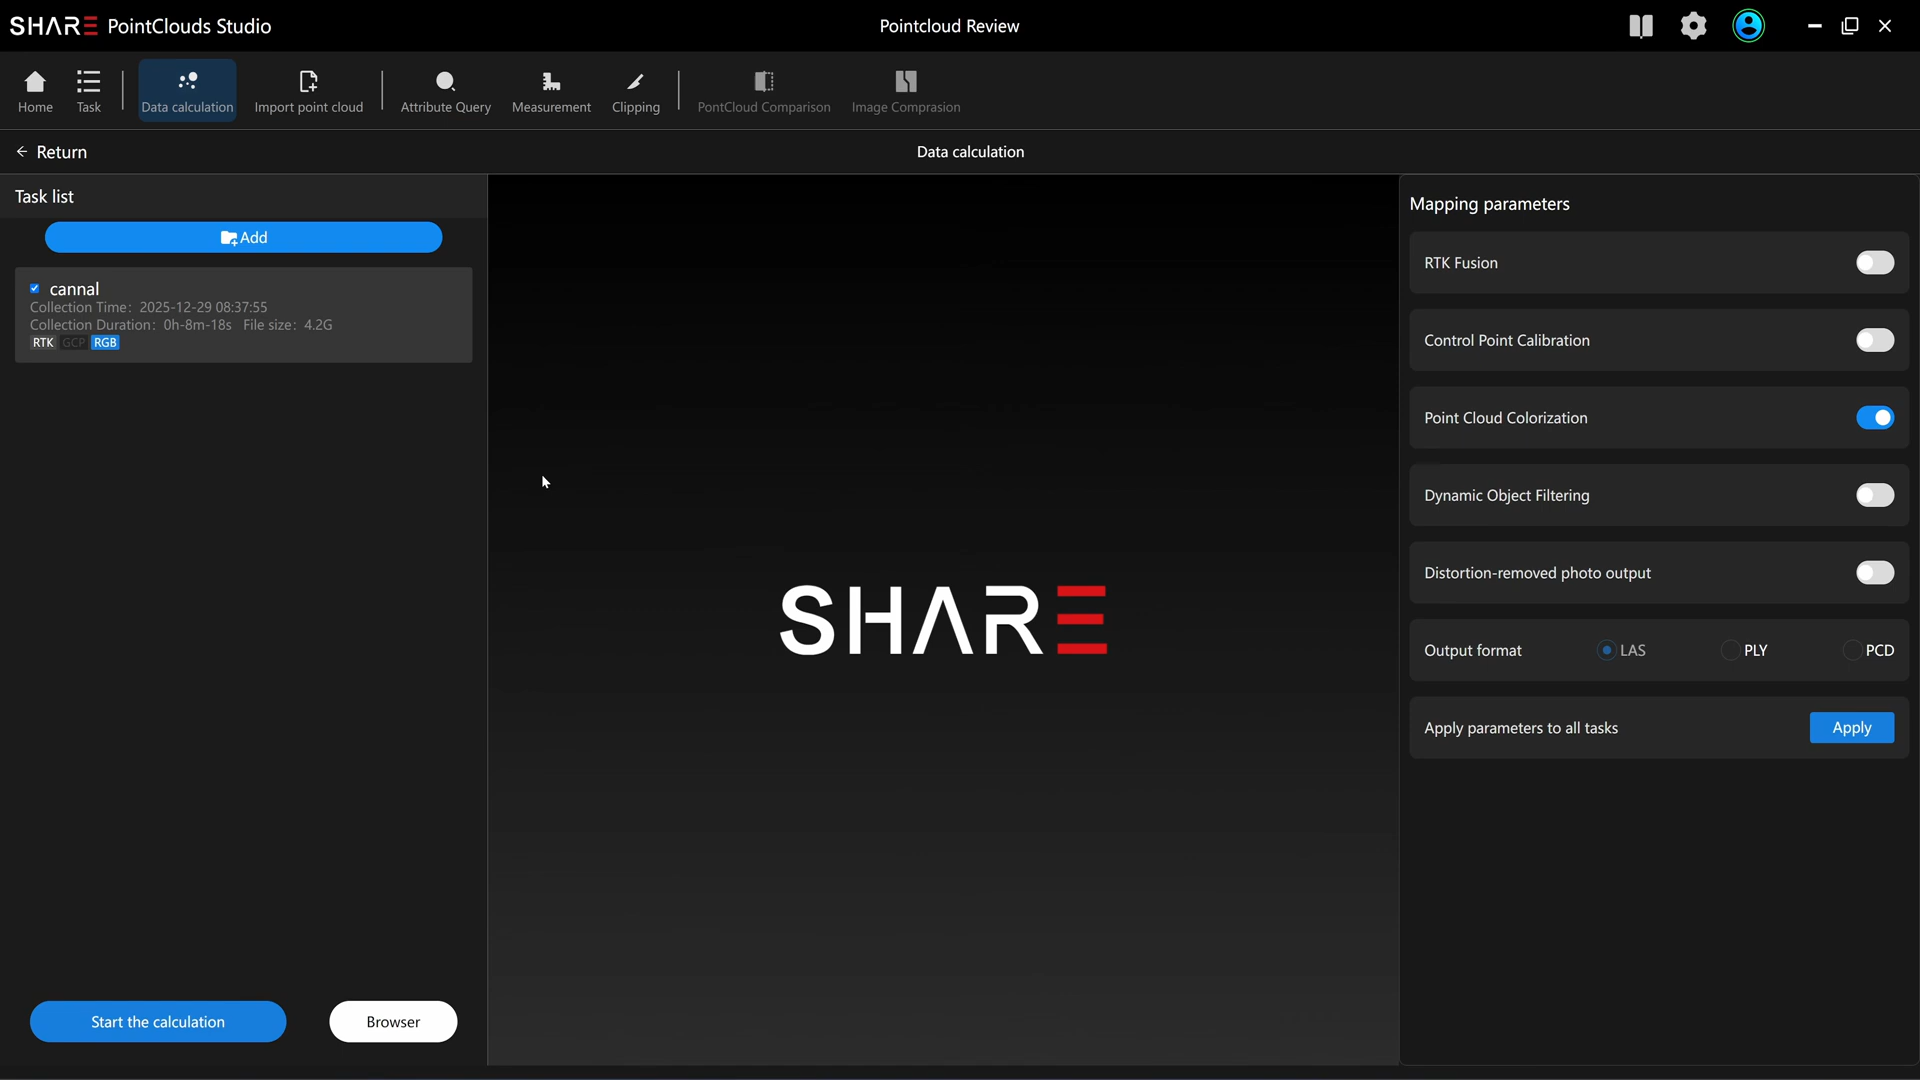 SHARE PointClouds Studio
Pointcloud Review
Home
Task
Data calculation
Import point cloud
Attribute Query
Measurement
Clipping
PontCloud Comparison
Image Comprasion
Return
Data calculation
Task list
Add
cannal
Collection Time: 2025-12-29 08:37:55
Collection Duration: 0h-8m-18s File size: 4.2G
RTK GCP RGB
Start the calculation
Browser
SHARE
Mapping parameters
RTK Fusion
Control Point Calibration
Point Cloud Colorization
Dynamic Object Filtering
Distortion-removed photo output
Output format LAS PLY PCD
Apply parameters to all tasks Apply